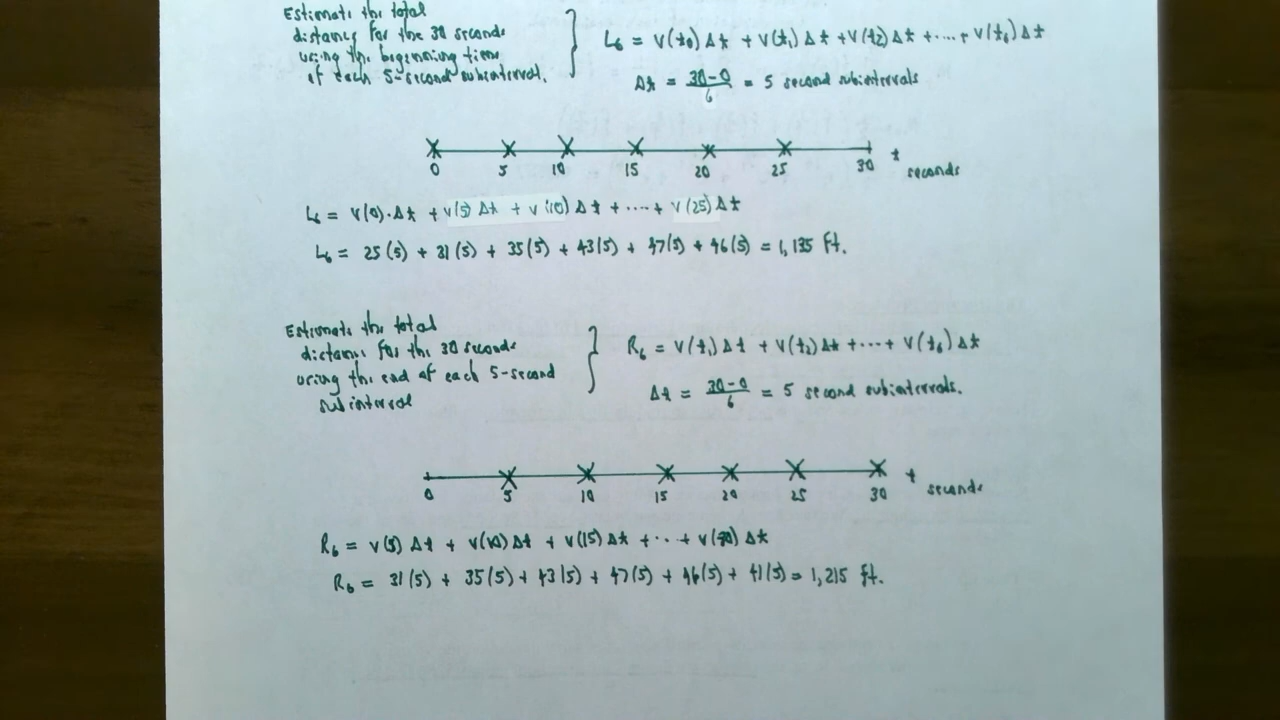 Estimate the total
distance for the 30 seconds
using the beginning time
of each 5-second subinterval.
L₆ = v(t₀) Δt + v(t₁) Δt + v(t₂) Δt + .... + v(t₆) Δt
Δt = 30-0/6 = 5 second subintervals
0 5 10 15 20 25 30 t seconds
L₆ = v(0)·Δt + v(5) Δt + v(10) Δt + .... + v(25) Δt
L₆ = 25(5) + 31(5) + 35(5) + 43(5) + 47(5) + 46(5) = 1,135 ft.
Estimate the total
distance for the 30 seconds
using the end of each 5-second
subinterval
R₆ = v(t₁) Δt + v(t₂) Δt + ... + v(t₆) Δt
Δt = 30-0/6 = 5 second subintervals.
0 5 10 15 20 25 30 t seconds
R₆ = v(5) Δt + v(10) Δt + v(15) Δt + ... + v(30) Δt
R₆ = 31(5) + 35(5) + 43(5) + 47(5) + 46(5) + 41(5) = 1,215 ft.